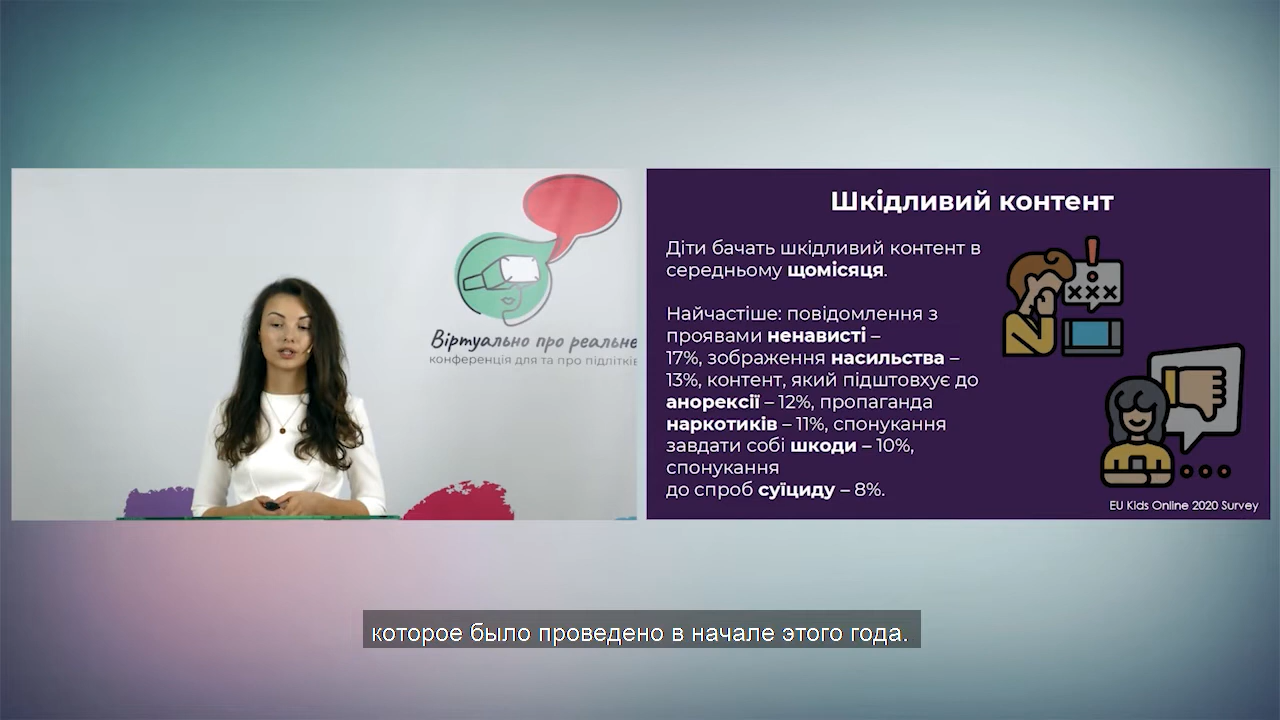 Віртуально про реальне
конференція для та про підлітків
Шкідливий контент
Діти бачать шкідливий контент в
середньому щомісяця.
Найчастіше: повідомлення з
проявами ненависті –
17%, зображення насильства –
13%, контент, який підштовхує до
анорексії – 12%, пропаганда
наркотиків – 11%, спонукання
завдати собі шкоди – 10%,
спонукання
до спроб суїциду – 8%.
EU Kids Online 2020 Survey
которое было проведено в начале этого года.